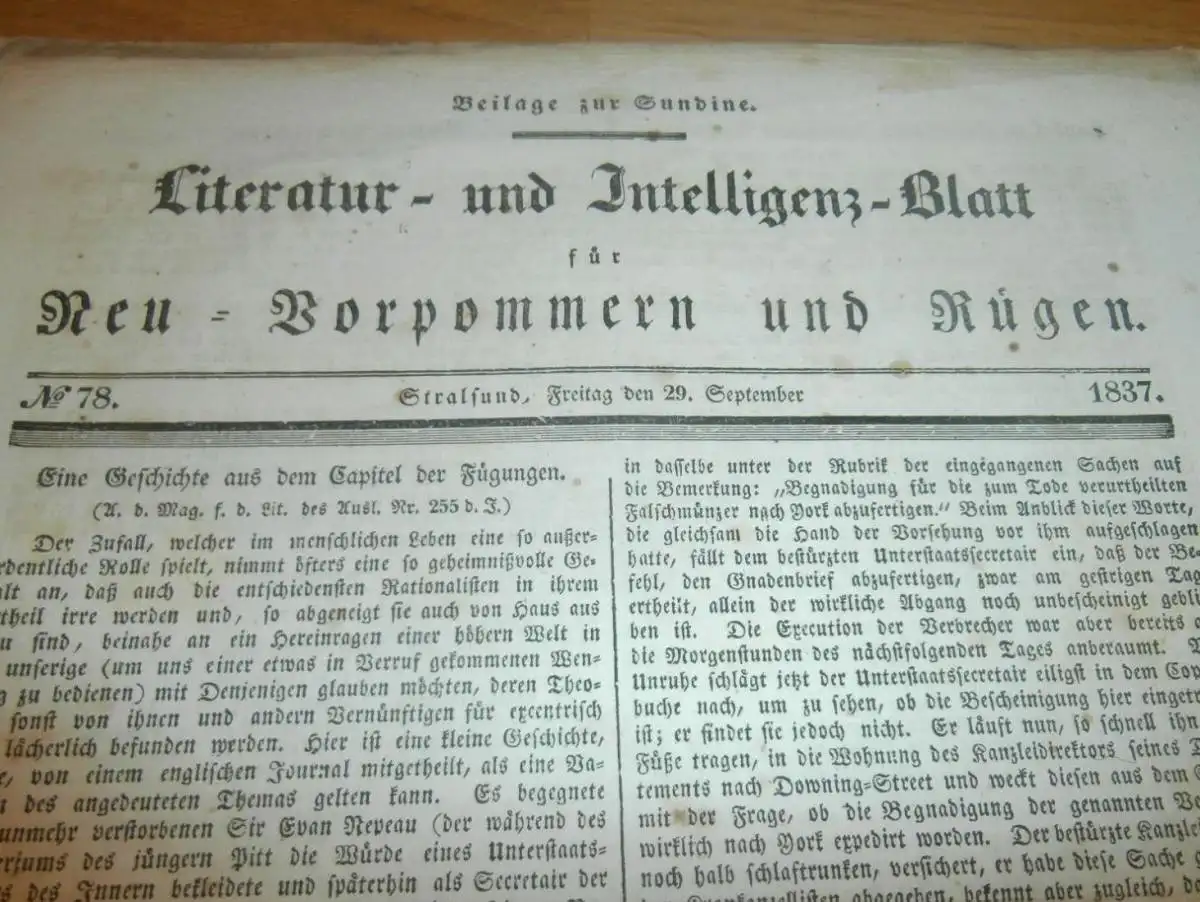 Beilage zur Sundine.
Literatur- und Intelligenz-Blatt
für
Neu-Vorpommern und Rügen.
No 78.
Stralsund, Freitag den 29. September
1837.
Eine Geschichte aus dem Capitel der Fügungen.
(A. d. Mag. f. d. Lit. des Ausl. Nr. 255 d. J.)
Der Zufall, welcher im menschlichen Leben eine so außer-
rdentliche Rolle spielt, nimmt öfters eine so geheimnißvolle Ge-
lt an, daß auch die entschiedensten Rationalisten in ihrem
rtheil irre werden und, so abgeneigt sie auch von Haus aus
u sind, beinahe an ein Hereinragen einer höhern Welt in
unserige (um uns einer etwas in Verruf gekommenen Wen-
g zu bedienen) mit Denjenigen glauben möchten, deren Theo-
sonst von ihnen und andern Vernünftigen für excentrisch
lächerlich befunden werden. Hier ist eine kleine Geschichte,
e, von einem englischen Journal mitgetheilt, als eine Va-
des angedeuteten Themas gelten kann. Es begegnete
unmehr verstorbenen Sir Evan Nepeau (der während des
erjums des jüngern Pitt die Würde eines Unterstaats-
s des Innern bekleidete und späterhin als Secretair der
in dasselbe unter der Rubrik der eingegangenen Sachen auf
die Bemerkung: „Begnadigung für die zum Tode verurtheilten
Falschmünzer nach York abzufertigen." Beim Anblick dieser Worte,
die gleichsam die Hand der Vorsehung vor ihm aufgeschlagen
hatte, fällt dem bestürzten Unterstaatssecretair ein, daß der Be-
fehl, den Gnadenbrief abzufertigen, zwar am gestrigen Tag
ertheilt, allein der wirkliche Abgang noch unbescheinigt gebli
ben ist. Die Execution der Verbrecher war aber bereits a
die Morgenstunden des nächstfolgenden Tages anberaumt.
Unruhe schlägt jetzt der Unterstaatssecretair eiligst in dem Cop
buche nach, um zu sehen, ob die Bescheinigung hier eingetr
ist; er findet sie jedoch nicht. Er läuft nun, so schnell ihn
Füße tragen, in die Wohnung des Kanzleidirektors seines
tements nach Downing-Street und weckt diesen aus dem
mit der Frage, ob die Begnadigung der genannten Ve
wirklich nach York expedirt worden. Der bestürzte Kanzlei
noch halb schlaftrunken, versichert, er habe diese Sache
abgegeben, bekennt aber zugleich, da